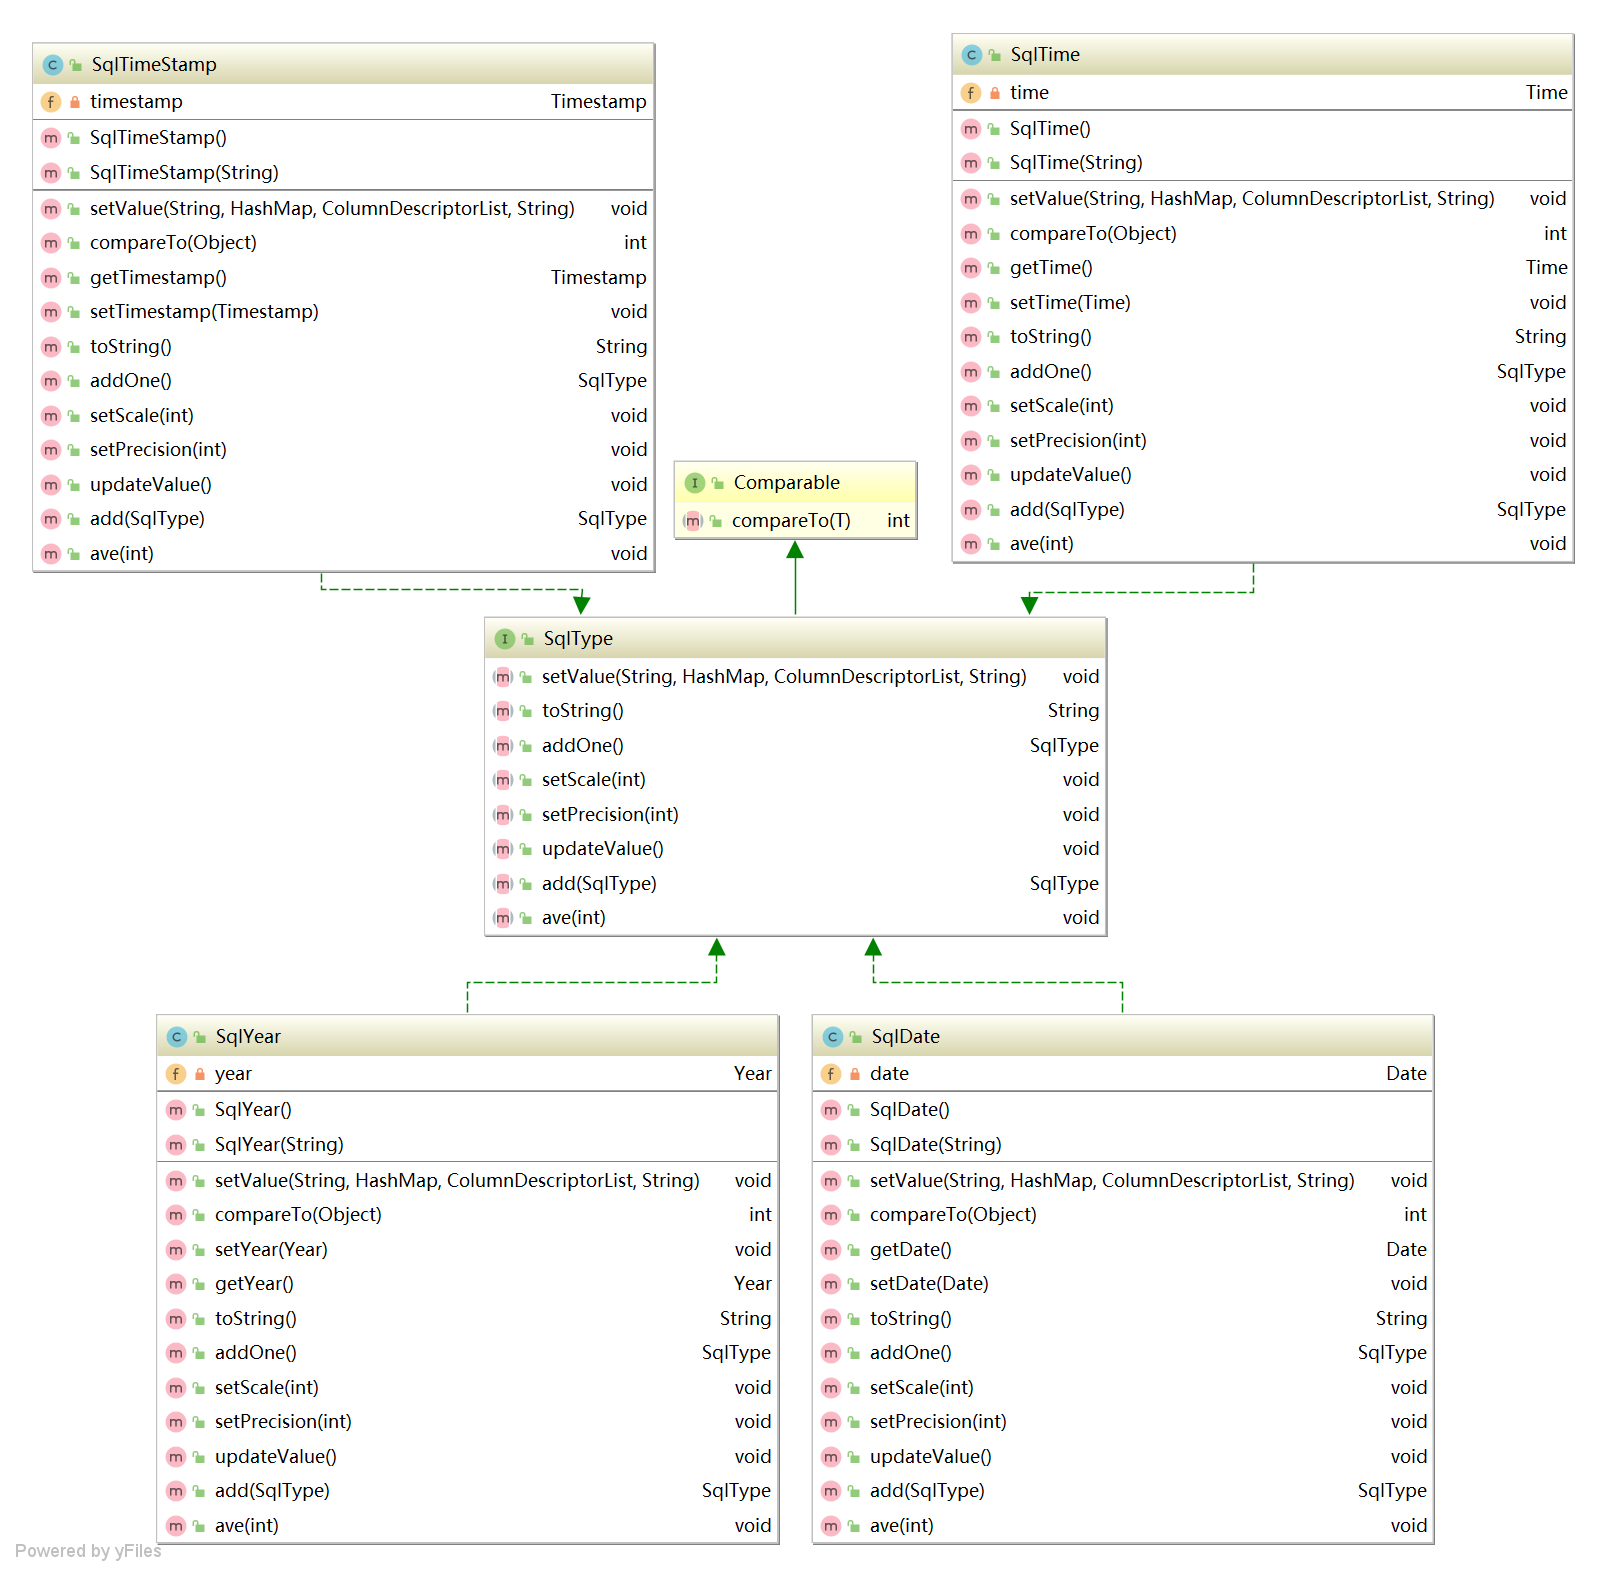 SqlTimeStamp
timestamp Timestamp
SqlTimeStamp()
SqlTimeStamp(String)
setValue(String, HashMap, ColumnDescriptorList, String) void
compareTo(Object) int
getTimestamp() Timestamp
setTimestamp(Timestamp) void
toString() String
addOne() SqlType
setScale(int) void
setPrecision(int) void
updateValue() void
add(SqlType) SqlType
ave(int) void
SqlTime
time Time
SqlTime()
SqlTime(String)
setValue(String, HashMap, ColumnDescriptorList, String) void
compareTo(Object) int
getTime() Time
setTime(Time) void
toString() String
addOne() SqlType
setScale(int) void
setPrecision(int) void
updateValue() void
add(SqlType) SqlType
ave(int) void
Comparable
compareTo(T) int
SqlType
setValue(String, HashMap, ColumnDescriptorList, String) void
toString() String
addOne() SqlType
setScale(int) void
setPrecision(int) void
updateValue() void
add(SqlType) SqlType
ave(int) void
SqlYear
year Year
SqlYear()
SqlYear(String)
setValue(String, HashMap, ColumnDescriptorList, String) void
compareTo(Object) int
setYear(Year) void
getYear() Year
toString() String
addOne() SqlType
setScale(int) void
setPrecision(int) void
updateValue() void
add(SqlType) SqlType
ave(int) void
SqlDate
date Date
SqlDate()
SqlDate(String)
setValue(String, HashMap, ColumnDescriptorList, String) void
compareTo(Object) int
getDate() Date
setDate(Date) void
toString() String
addOne() SqlType
setScale(int) void
setPrecision(int) void
updateValue() void
add(SqlType) SqlType
ave(int) void
Powered by yFiles